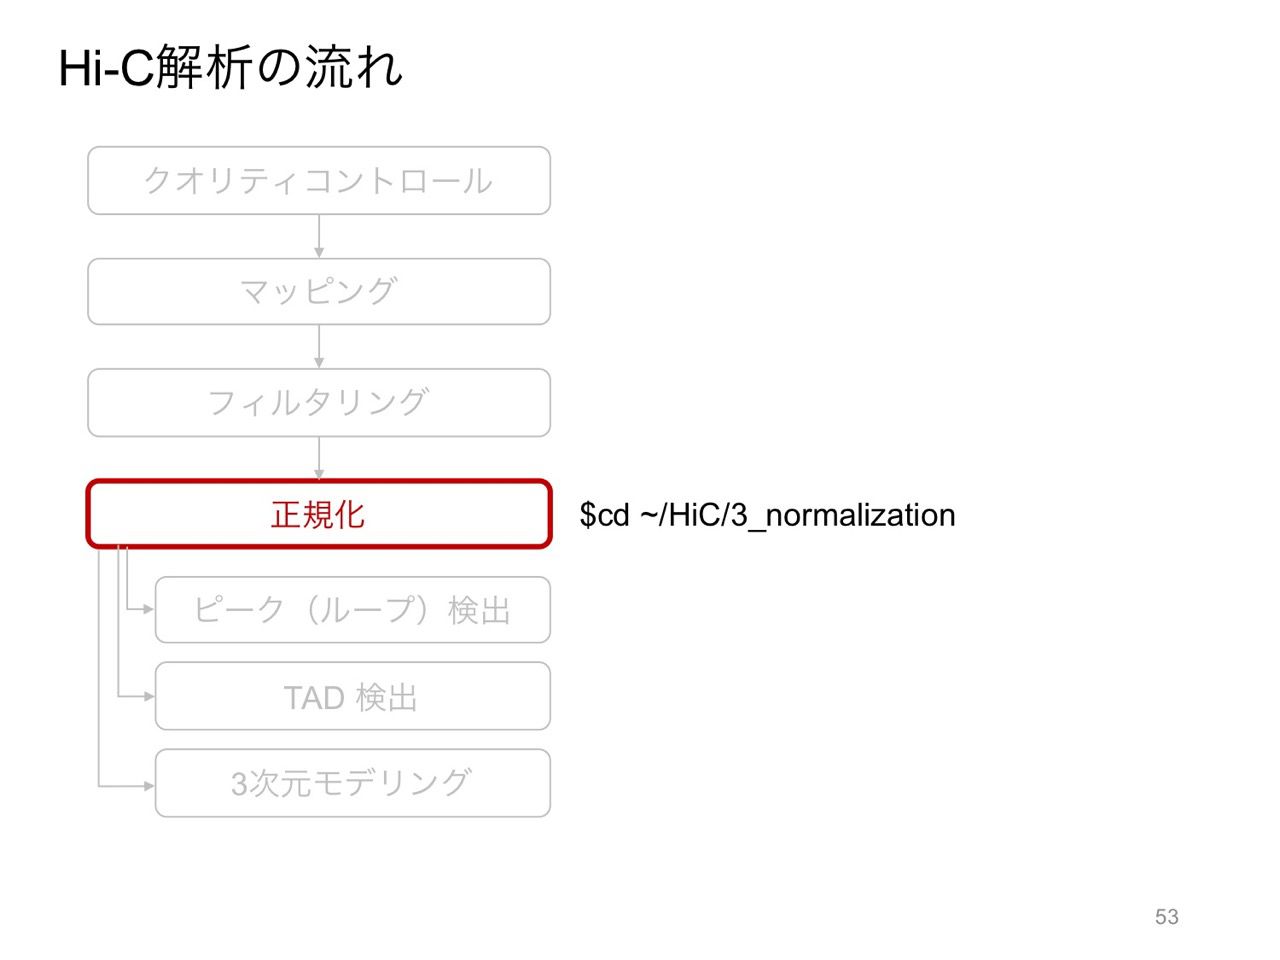 Hi-C解析の流れ
クオリティコントロール
マッピング
フィルタリング
正規化
$cd ~/HiC/3_normalization
ピーク（ループ）検出
TAD 検出
3次元モデリング
53